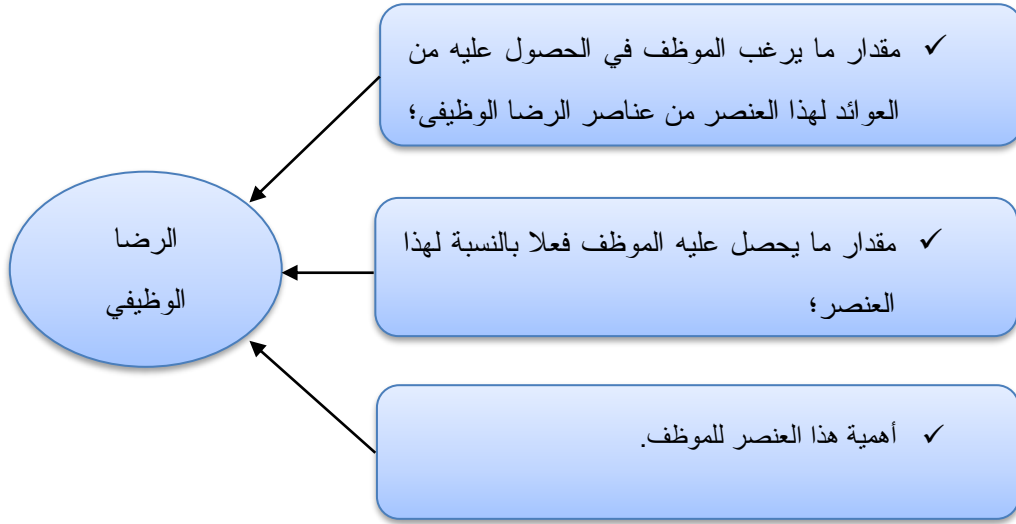 ✓ مقدار ما يرغب الموظف في الحصول عليه من
العوائد لهذا العنصر من عناصر الرضا الوظيفى؛
الرضا
الوظيفي
✓ مقدار ما يحصل عليه الموظف فعلا بالنسبة لهذا
العنصر؛
✓ أهمية هذا العنصر للموظف.